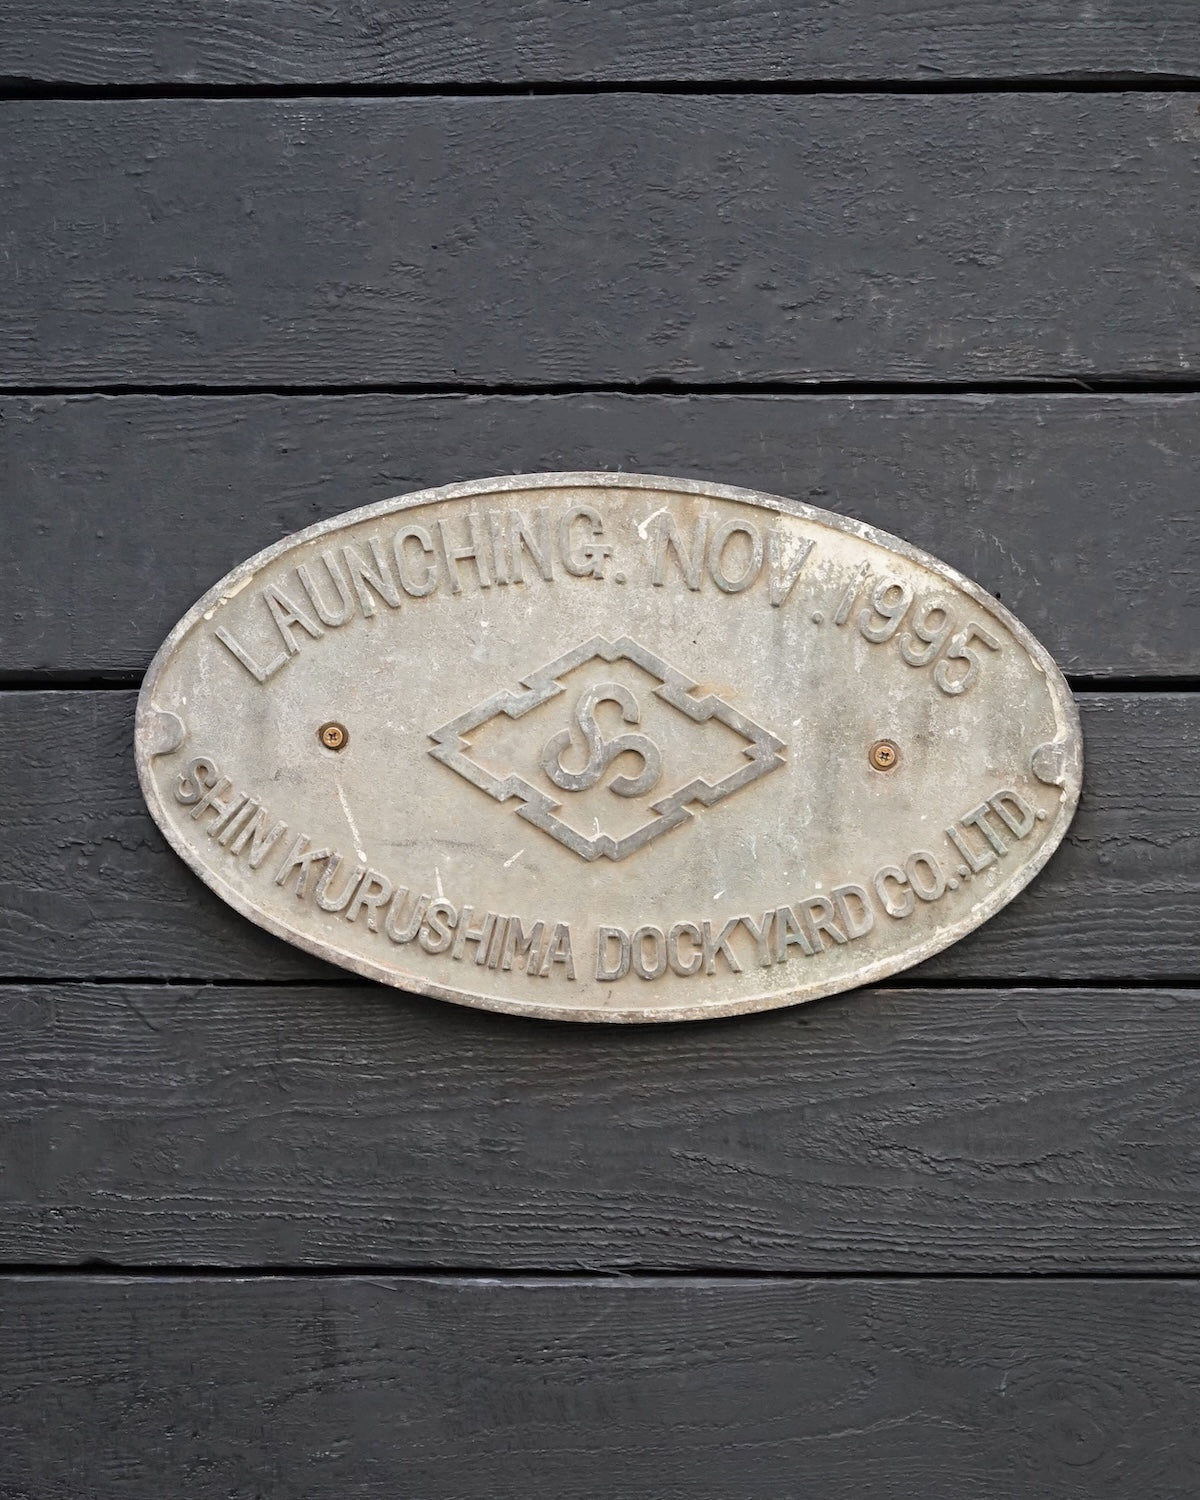 LAUNCHING. NOV.1995
S
SHIN KURUSHIMA DOCKYARD CO.,LTD.